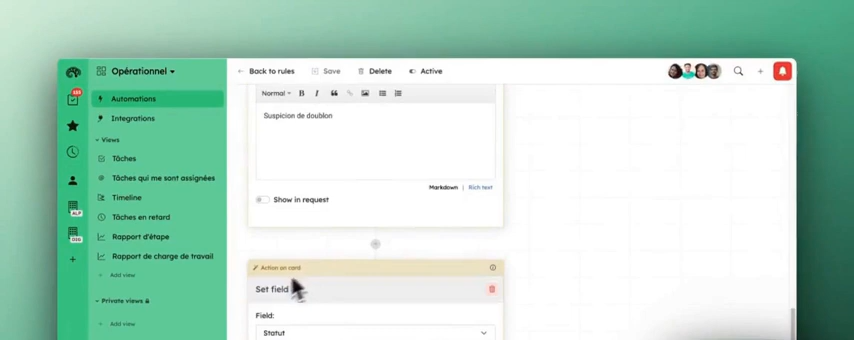 Opérationnel
Back to rules
Save
Delete
Active
Automations
Integrations
Views
Tâches
Tâches qui me sont assignées
Timeline
Tâches en retard
Rapport d'étape
Rapport de charge de travail
Add view
Private views
Add view
ALP
Normal
B I
Suspicion de doublon
Markdown | Rich text
Show in request
Action on card
Set field
Field:
Statut